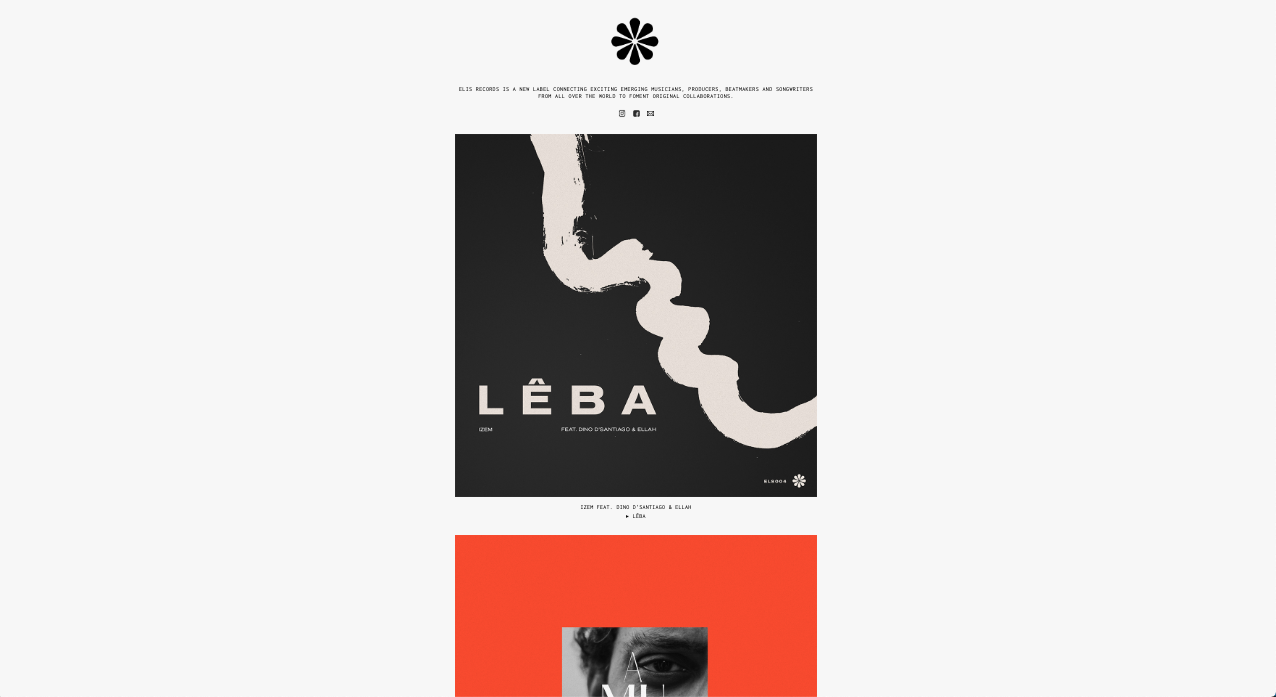 ELIS RECORDS IS A NEW LABEL CONNECTING EXCITING EMERGING MUSICIANS, PRODUCERS, BEATMAKERS AND SONGWRITERS
FROM ALL OVER THE WORLD TO FOMENT ORIGINAL COLLABORATIONS.
LÊBA
IZEM FEAT. DINO D'SANTIAGO & ELLAH
ELS004
IZEM FEAT. DINO D'SANTIAGO & ELLAH
▶ LÊBA
A
MU